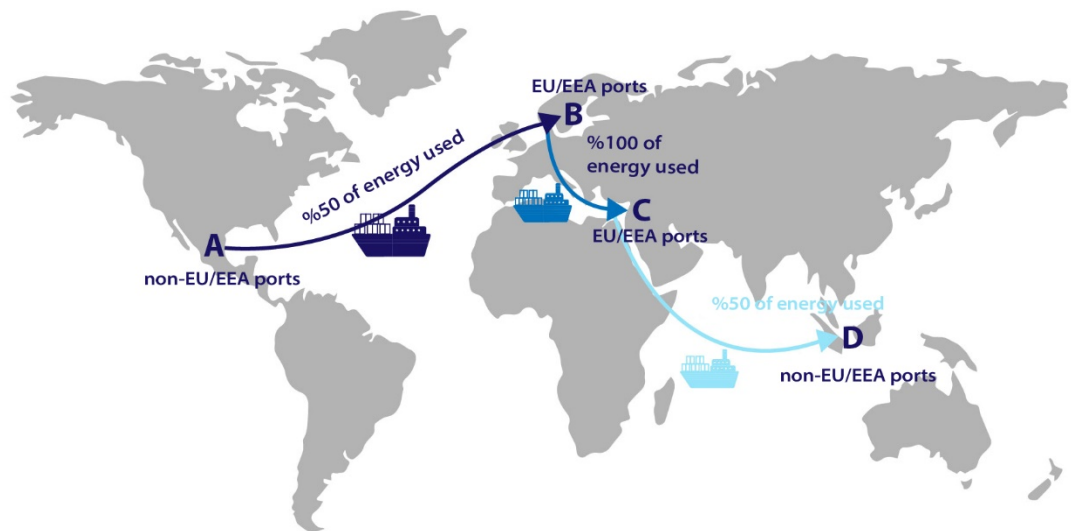 EU/EEA ports
B
%50 of energy used
%100 of
energy used
A
non-EU/EEA ports
C
EU/EEA ports
%50 of energy used
D
non-EU/EEA ports